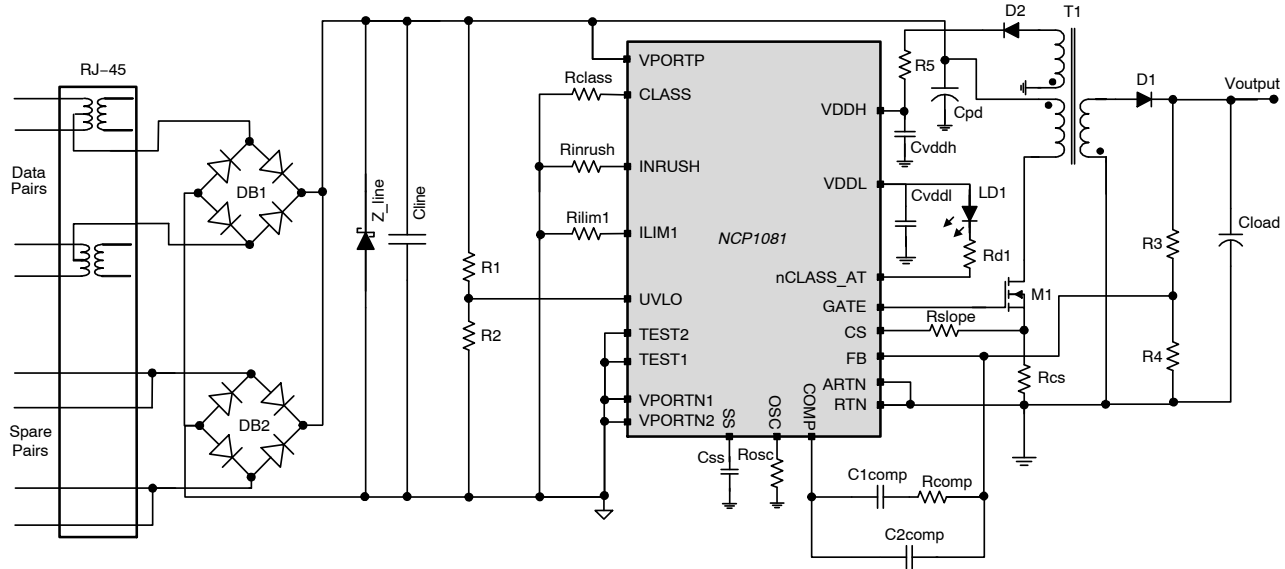 D2
T1
RJ−45
VPORTP
R5
Rclass
CLASS
D1
Voutput
VDDH
Cpd
Data
Pairs
DB1
Z_line
Cline
Rinrush
INRUSH
Cvddh
VDDL
Cvddl
LD1
Rilim1
ILIM1
NCP1081
Rd1
R3
Cload
R1
nCLASS_AT
UVLO
GATE
M1
R2
TEST2
CS
Rslope
TEST1
FB
R4
Rcs
ARTN
VPORTN1
RTN
VPORTN2
SS
OSC
COMP
Spare
Pairs
DB2
Css
Rosc
C1comp
Rcomp
C2comp